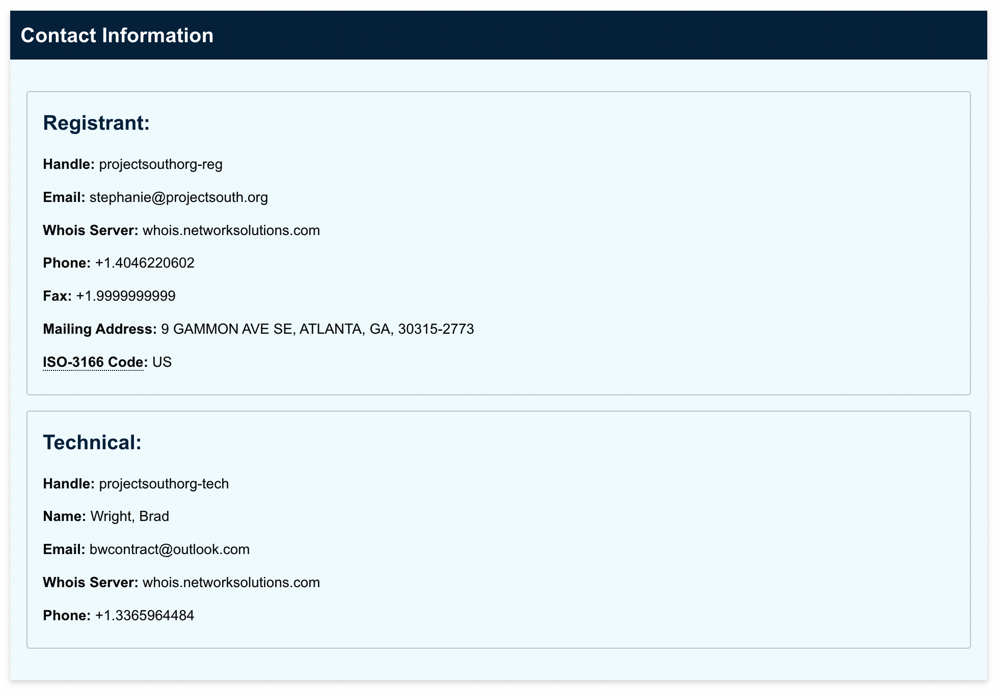 Contact Information
Registrant:
Handle: projectsouthorg-reg
Email: stephanie@projectsouth.org
Whois Server: whois.networksolutions.com
Phone: +1.4046220602
Fax: +1.9999999999
Mailing Address: 9 GAMMON AVE SE, ATLANTA, GA, 30315-2773
ISO-3166 Code: US
Technical:
Handle: projectsouthorg-tech
Name: Wright, Brad
Email: bwcontract@outlook.com
Whois Server: whois.networksolutions.com
Phone: +1.3365964484